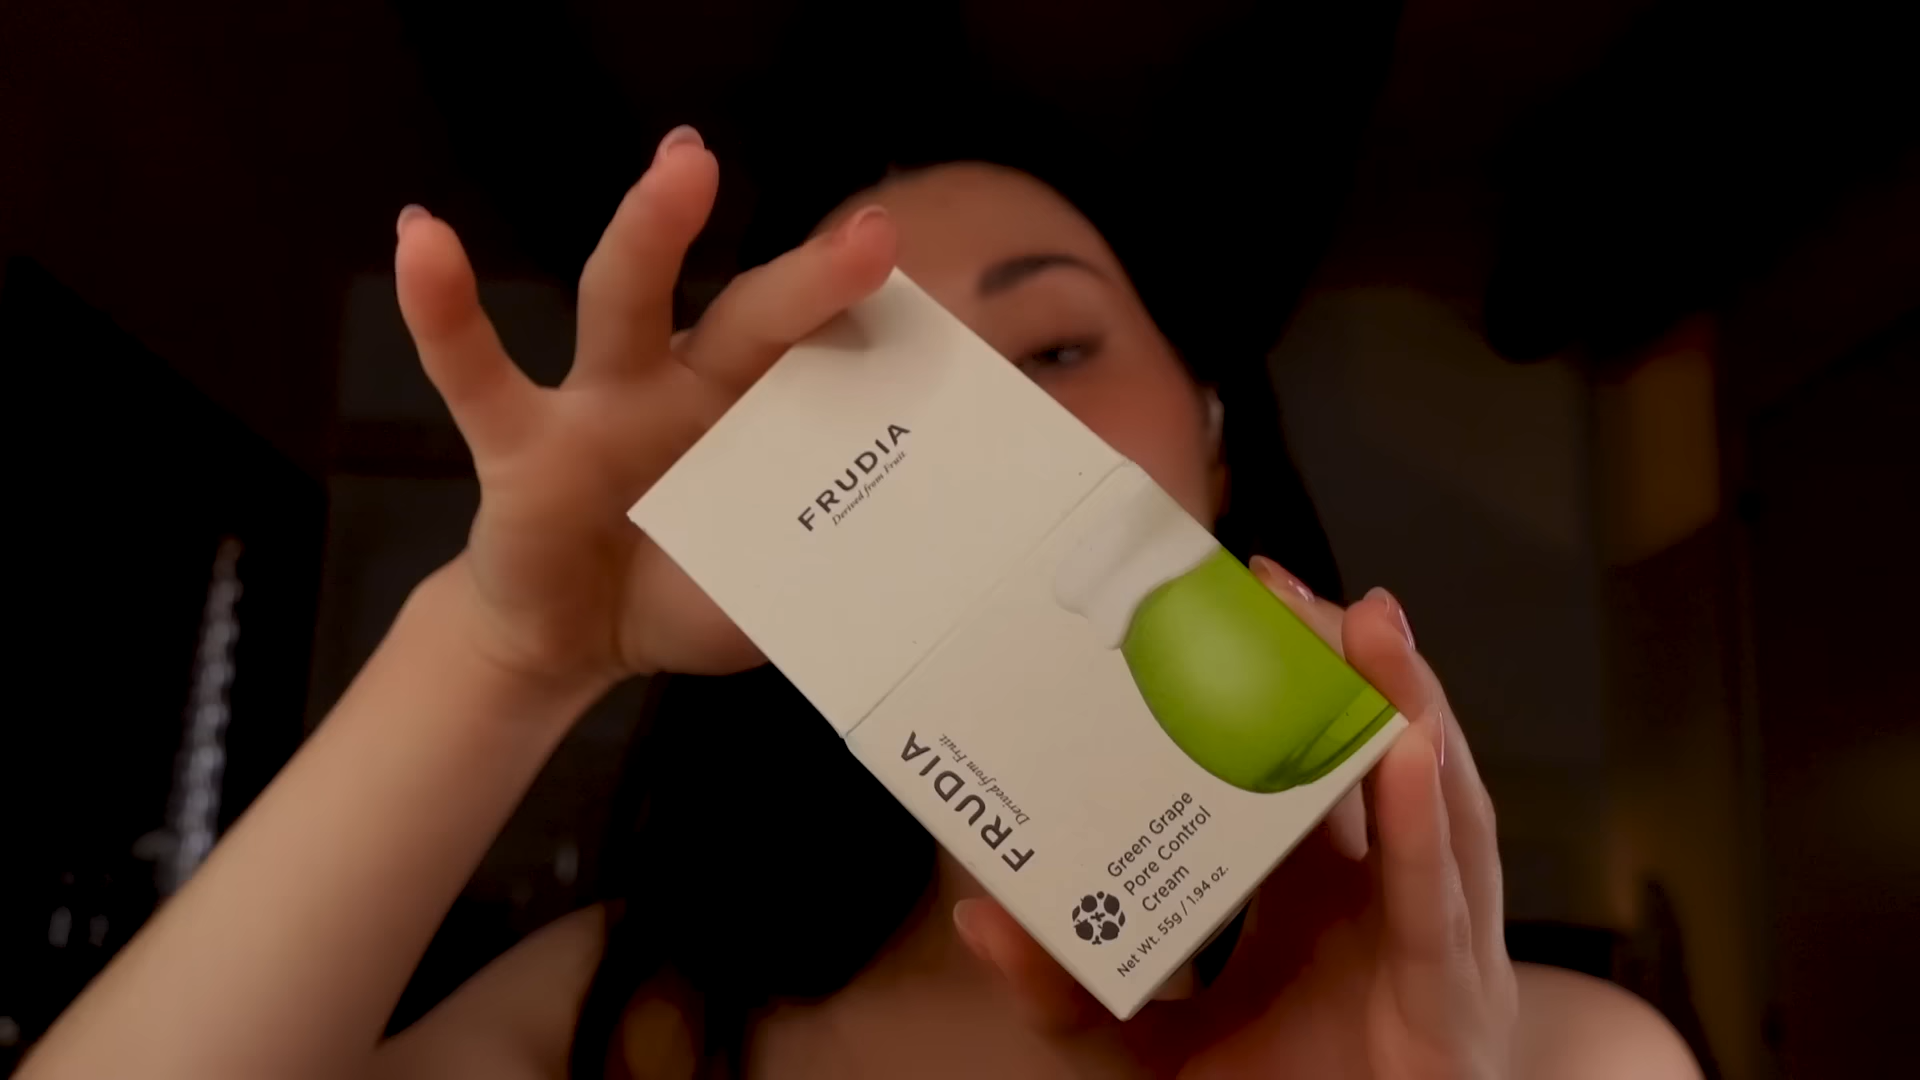 FRUDIA
Derived from Fruit
FRUDIA
Derived from Fruit
Green Grape
Pore Control
Cream
Net Wt. 55g / 1.94 oz.